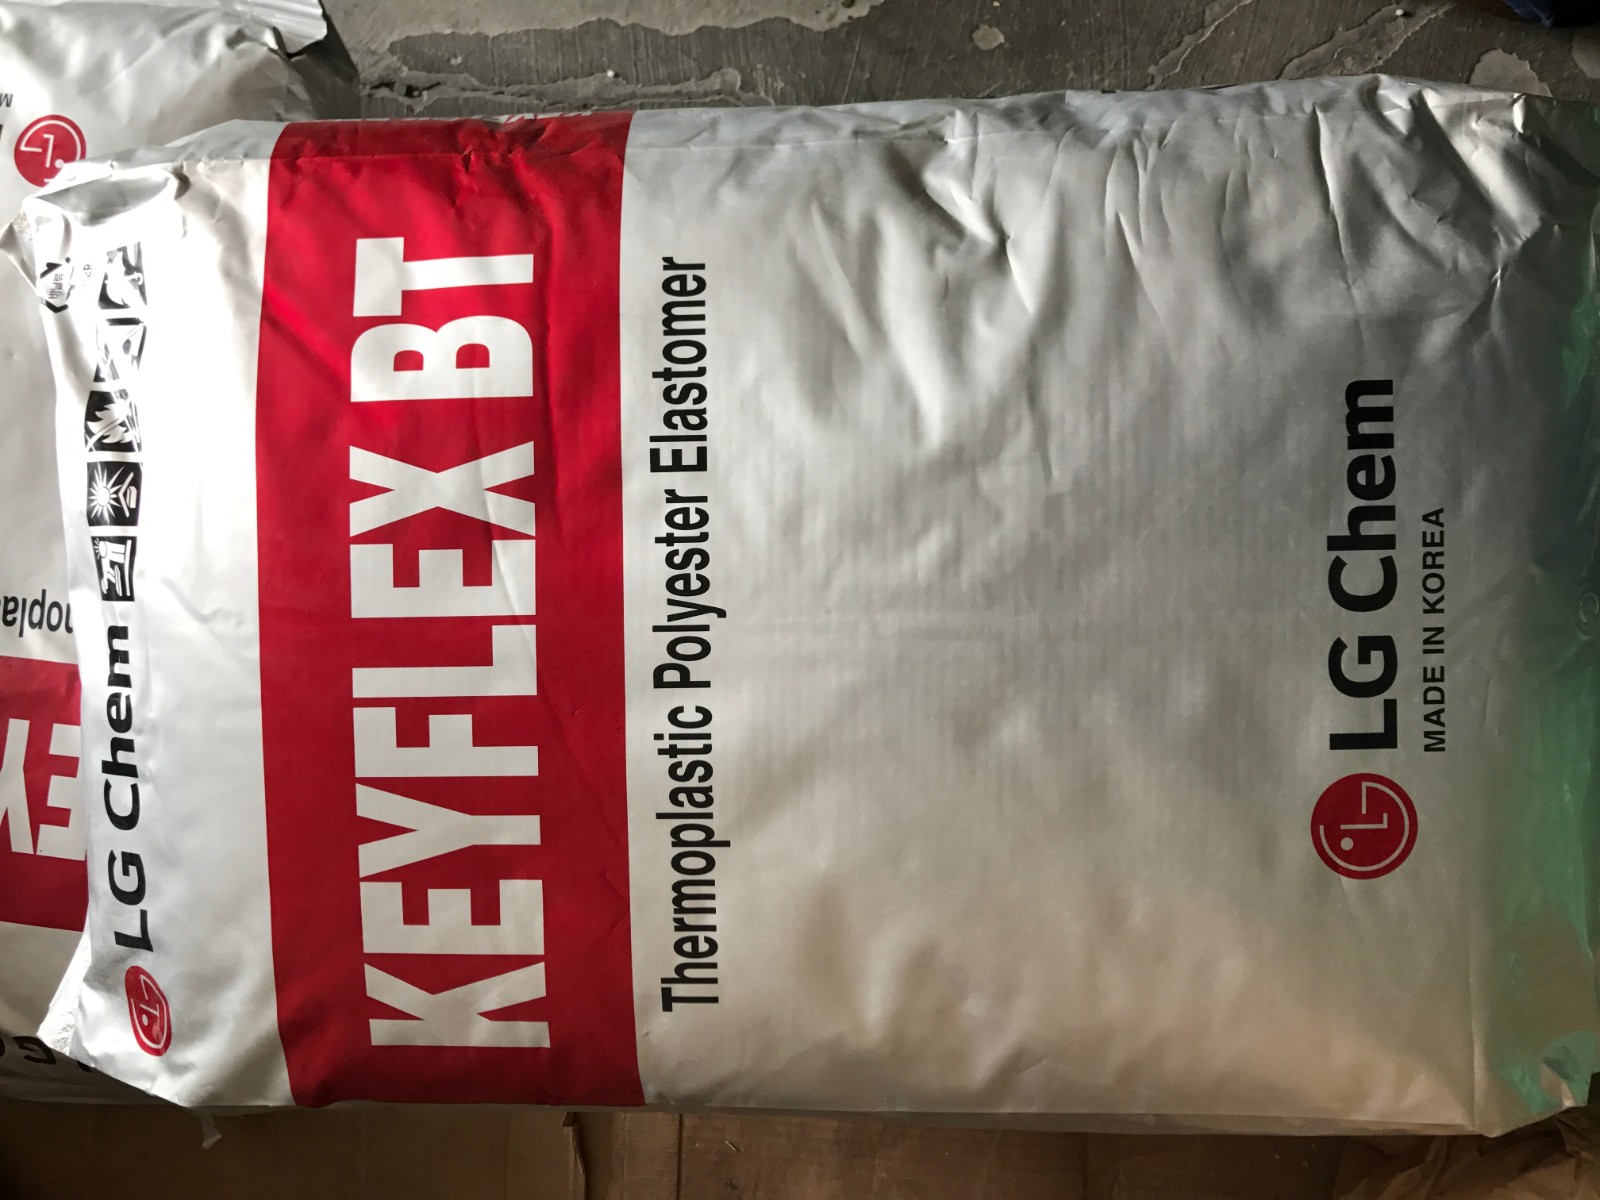 LG Chem
KEYFLEX BT
Thermoplastic Polyester Elastomer
LG Chem
MADE IN KOREA